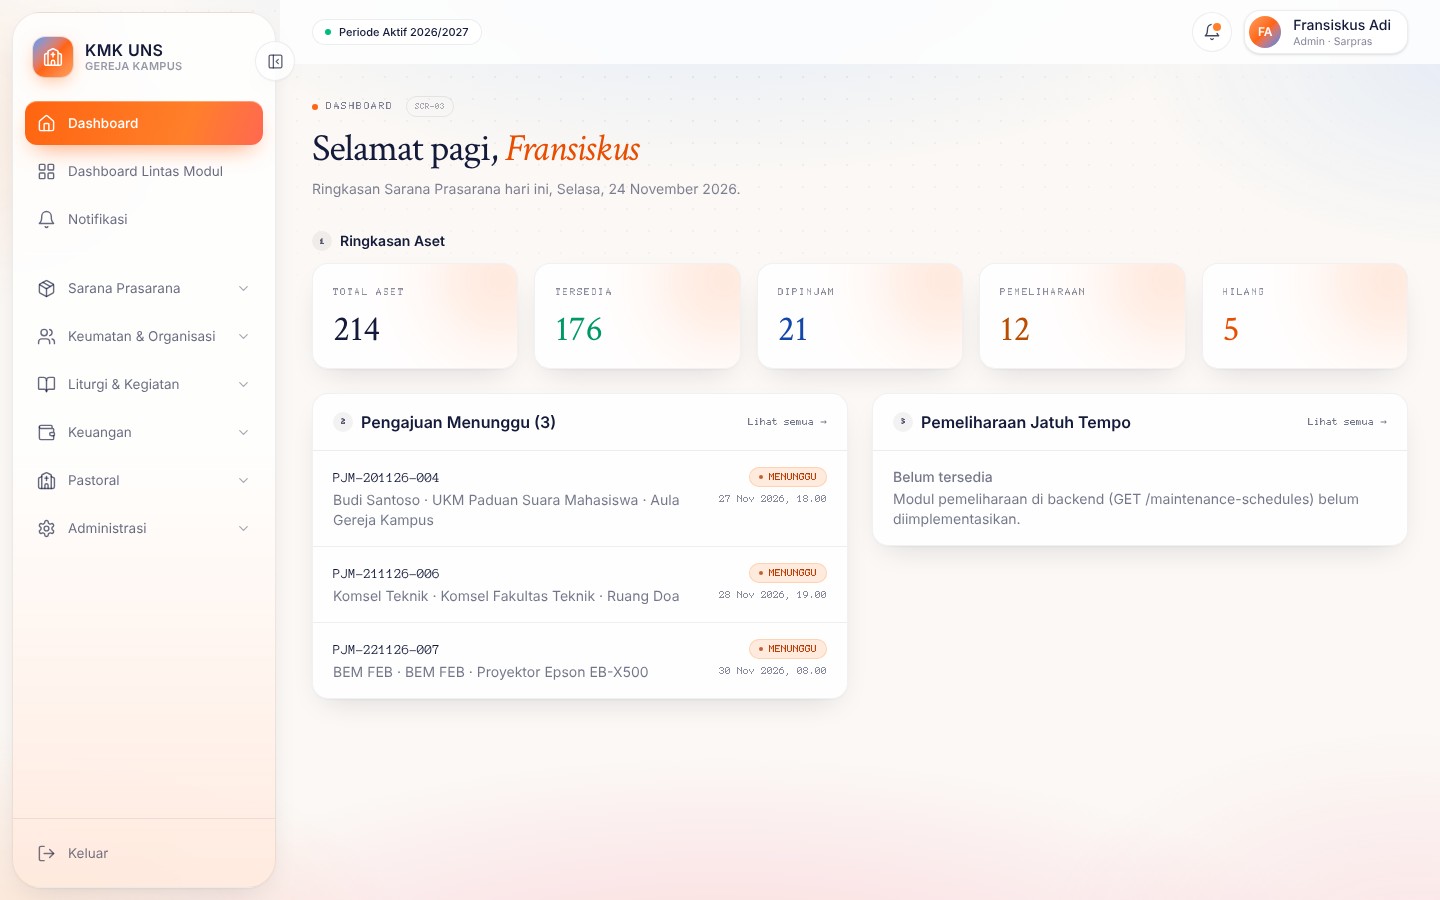 KMK UNS
GEREJA KAMPUS
Dashboard
Dashboard Lintas Modul
Notifikasi
Sarana Prasarana
Keumatan & Organisasi
Liturgi & Kegiatan
Keuangan
Pastoral
Administrasi
Keluar
Periode Aktif 2026/2027
FA
Fransiskus Adi
Admin · Sarpras
DASHBOARD
SCR-03
Selamat pagi, Fransiskus
Ringkasan Sarana Prasarana hari ini, Selasa, 24 November 2026.
1 Ringkasan Aset
TOTAL ASET
214
TERSEDIA
176
DIPINJAM
21
PEMELIHARAAN
12
HILANG
5
2 Pengajuan Menunggu (3)
Lihat semua →
PJM-201126-004
MENUNGGU
Budi Santoso · UKM Paduan Suara Mahasiswa · Aula
Gereja Kampus
27 Nov 2026, 18.00
PJM-211126-006
MENUNGGU
Komsel Teknik · Komsel Fakultas Teknik · Ruang Doa
28 Nov 2026, 19.00
PJM-221126-007
MENUNGGU
BEM FEB · BEM FEB · Proyektor Epson EB-X500
30 Nov 2026, 08.00
3 Pemeliharaan Jatuh Tempo
Lihat semua →
Belum tersedia
Modul pemeliharaan di backend (GET /maintenance-schedules) belum
diimplementasikan.